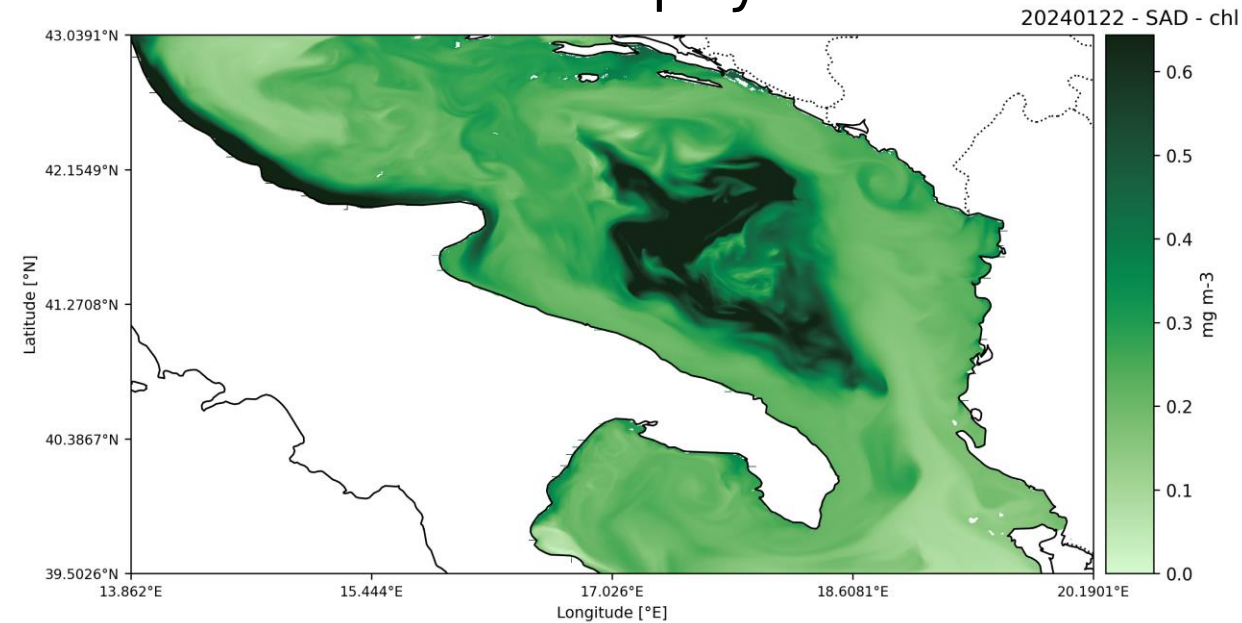 20240122 - SAD - chl
43.0391°N
42.1549°N
41.2708°N
40.3867°N
39.5026°N
Latitude [°N]
13.862°E 15.444°E 17.026°E 18.6081°E 20.1901°E
Longitude [°E]
0.6
0.5
0.4
0.3
0.2
0.1
0.0
mg m-3